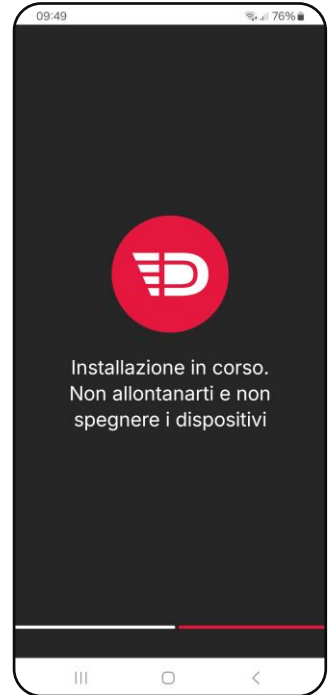 09:49 76%
Installazione in corso.
Non allontanarti e non
spegnere i dispositivi